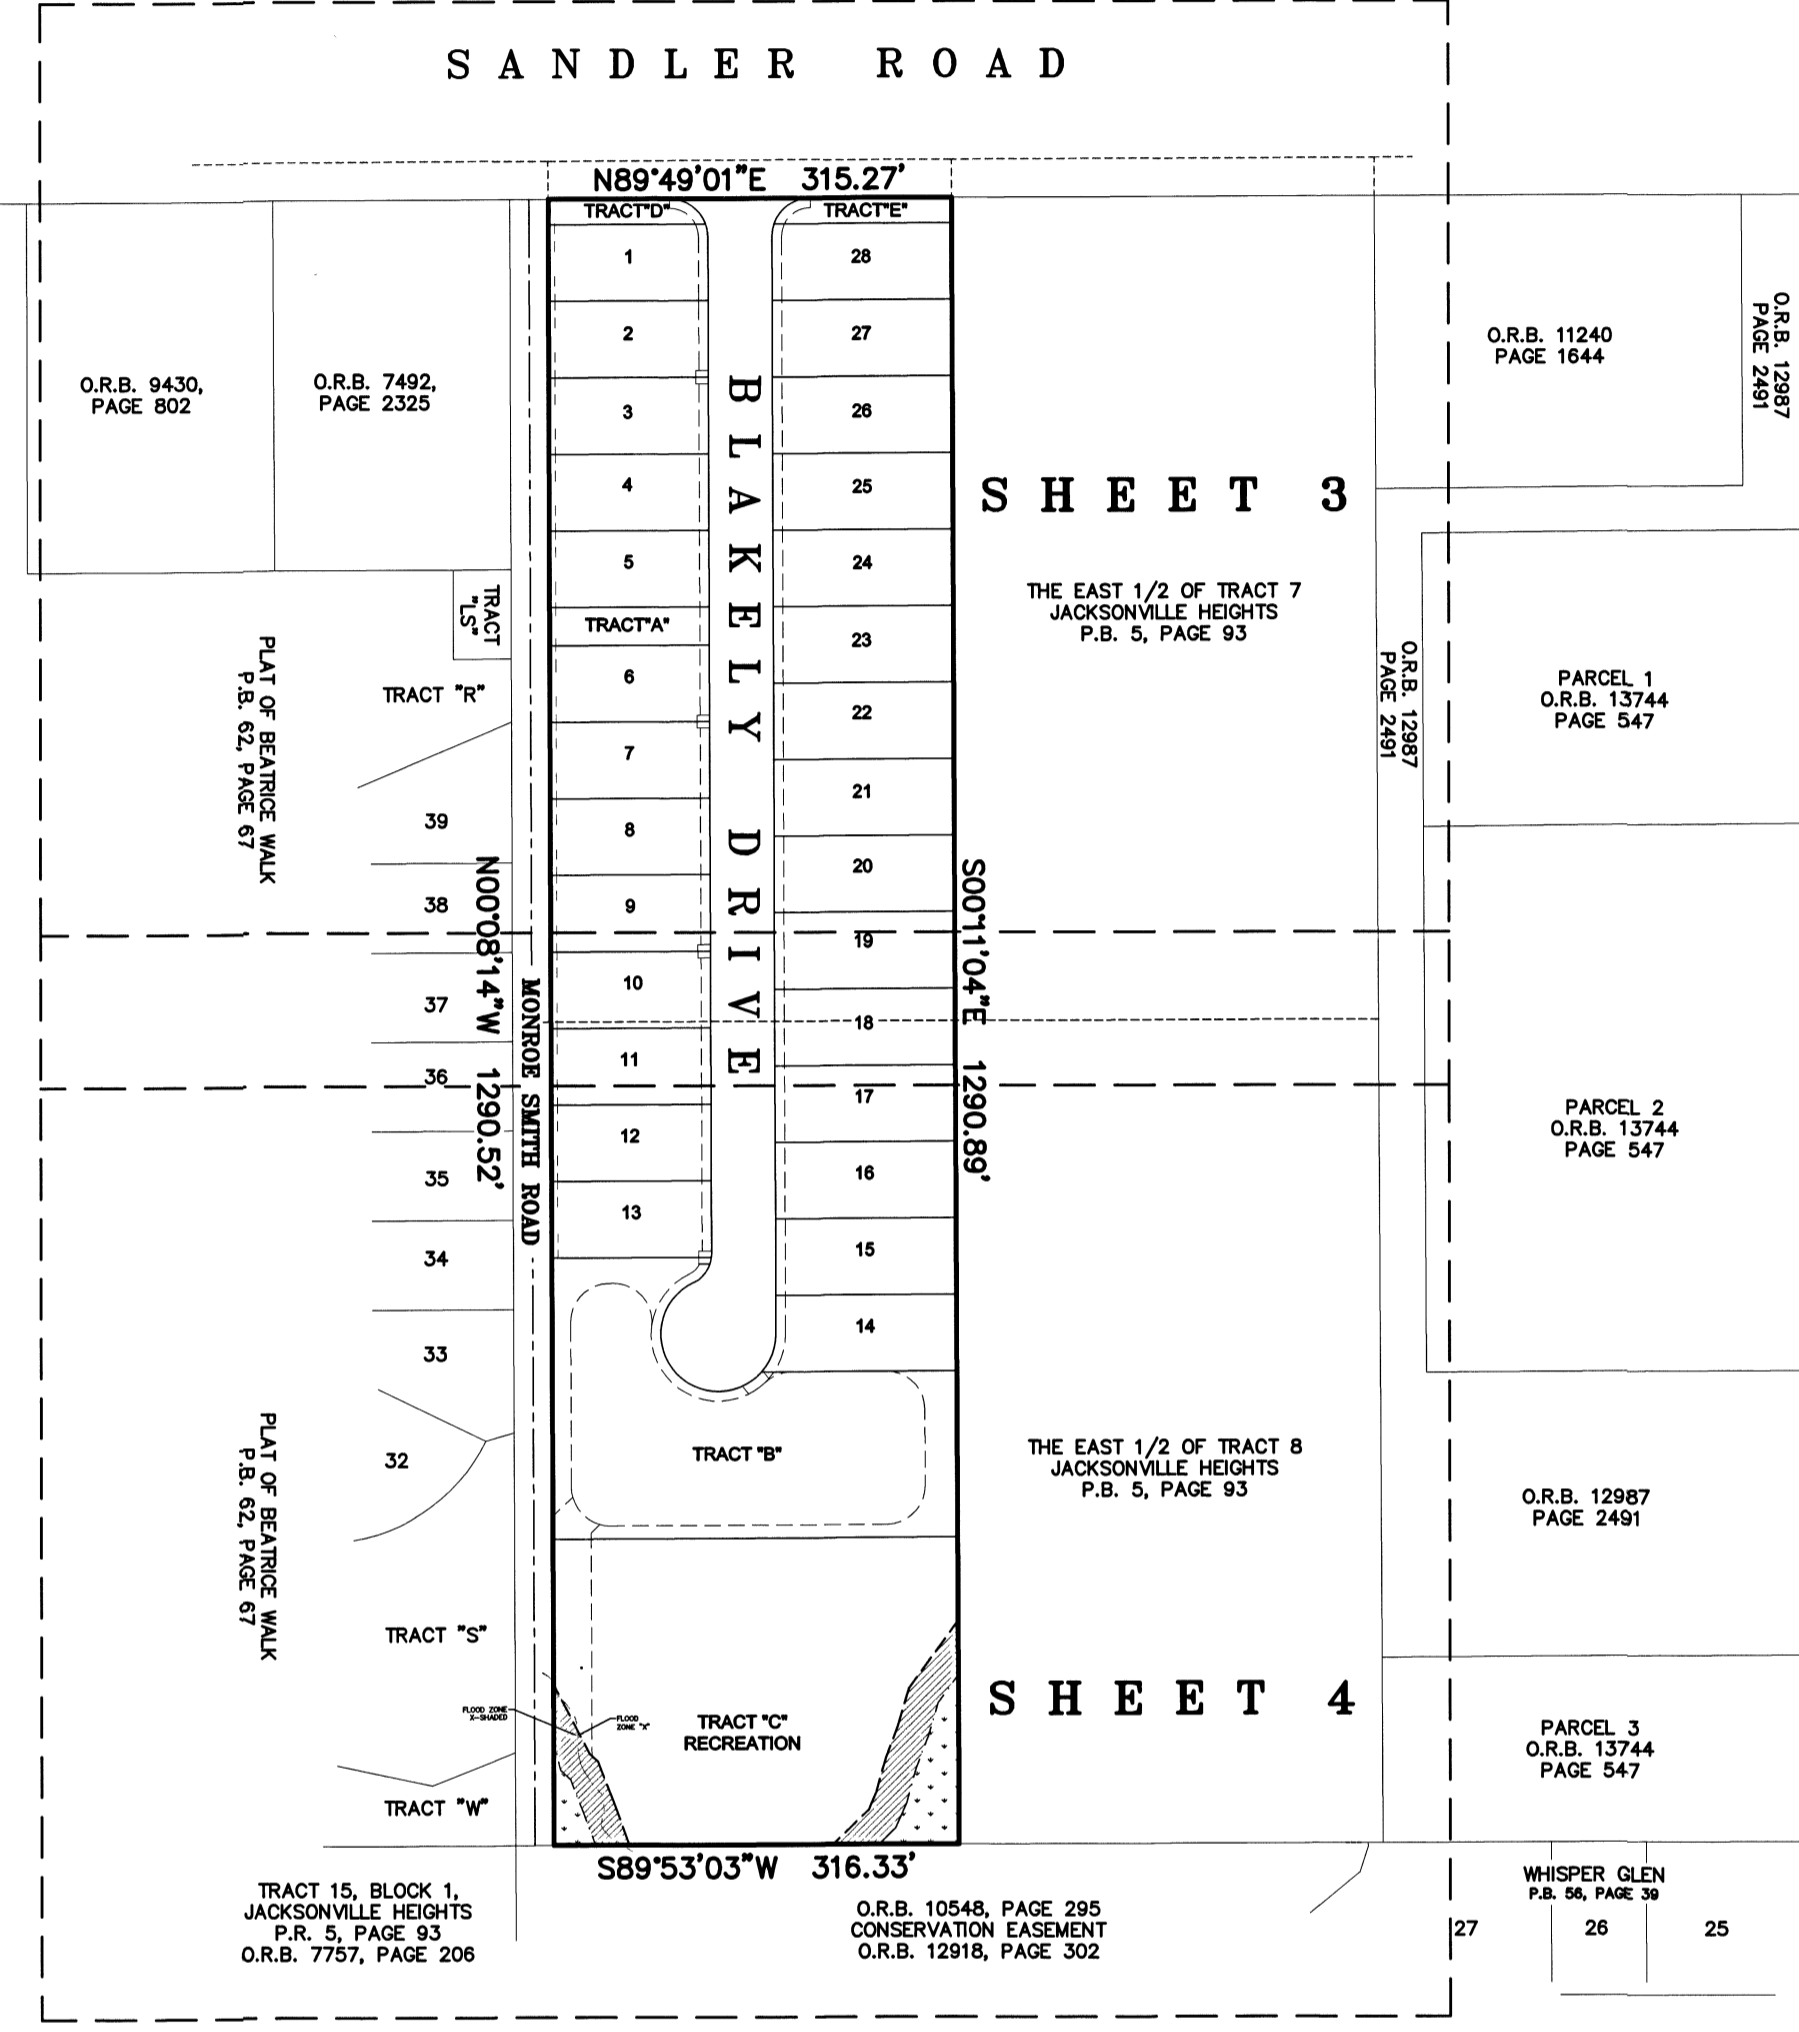 SANDLER ROAD
N89°49'01"E 315.27'
TRACT"D"
TRACT"E"
1
28
2
27
3
26
4
25
5
24
TRACT"A"
23
6
22
7
21
8
20
9
19
10
18
11
17
12
16
13
15
14
BLAKELY DRIVE
O.R.B. 9430,
PAGE 802
O.R.B. 7492,
PAGE 2325
TRACT
"LS"
TRACT "R"
PLAT OF BEATRICE WALK
P.B. 62, PAGE 67
39
38
37
36
35
34
33
32
N00°08'14"W 1290.52'
MONROE SMITH ROAD
S00°11'04"E 1290.89'
SHEET 3
THE EAST 1/2 OF TRACT 7
JACKSONVILLE HEIGHTS
P.B. 5, PAGE 93
O.R.B. 11240
PAGE 1644
O.R.B. 12987
PAGE 2491
O.R.B. 12987
PAGE 2491
PARCEL 1
O.R.B. 13744
PAGE 547
PARCEL 2
O.R.B. 13744
PAGE 547
TRACT "B"
THE EAST 1/2 OF TRACT 8
JACKSONVILLE HEIGHTS
P.B. 5, PAGE 93
O.R.B. 12987
PAGE 2491
PLAT OF BEATRICE WALK
P.B. 62, PAGE 67
TRACT "S"
SHEET 4
FLOOD ZONE
X-SHADED
FLOOD
ZONE "X"
TRACT "C"
RECREATION
PARCEL 3
O.R.B. 13744
PAGE 547
TRACT "W"
S89°53'03"W 316.33'
TRACT 15, BLOCK 1,
JACKSONVILLE HEIGHTS
P.R. 5, PAGE 93
O.R.B. 7757, PAGE 206
O.R.B. 10548, PAGE 295
CONSERVATION EASEMENT
O.R.B. 12918, PAGE 302
WHISPER GLEN
P.B. 56, PAGE 39
27
26
25